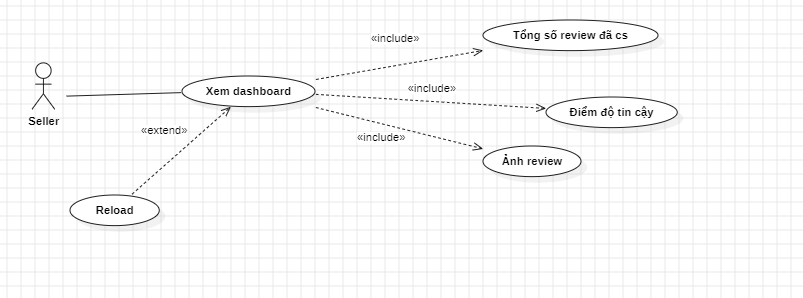 «include»
Tổng số review đã cs
Seller
Xem dashboard
«include»
Điểm độ tin cậy
«extend»
«include»
Ảnh review
Reload